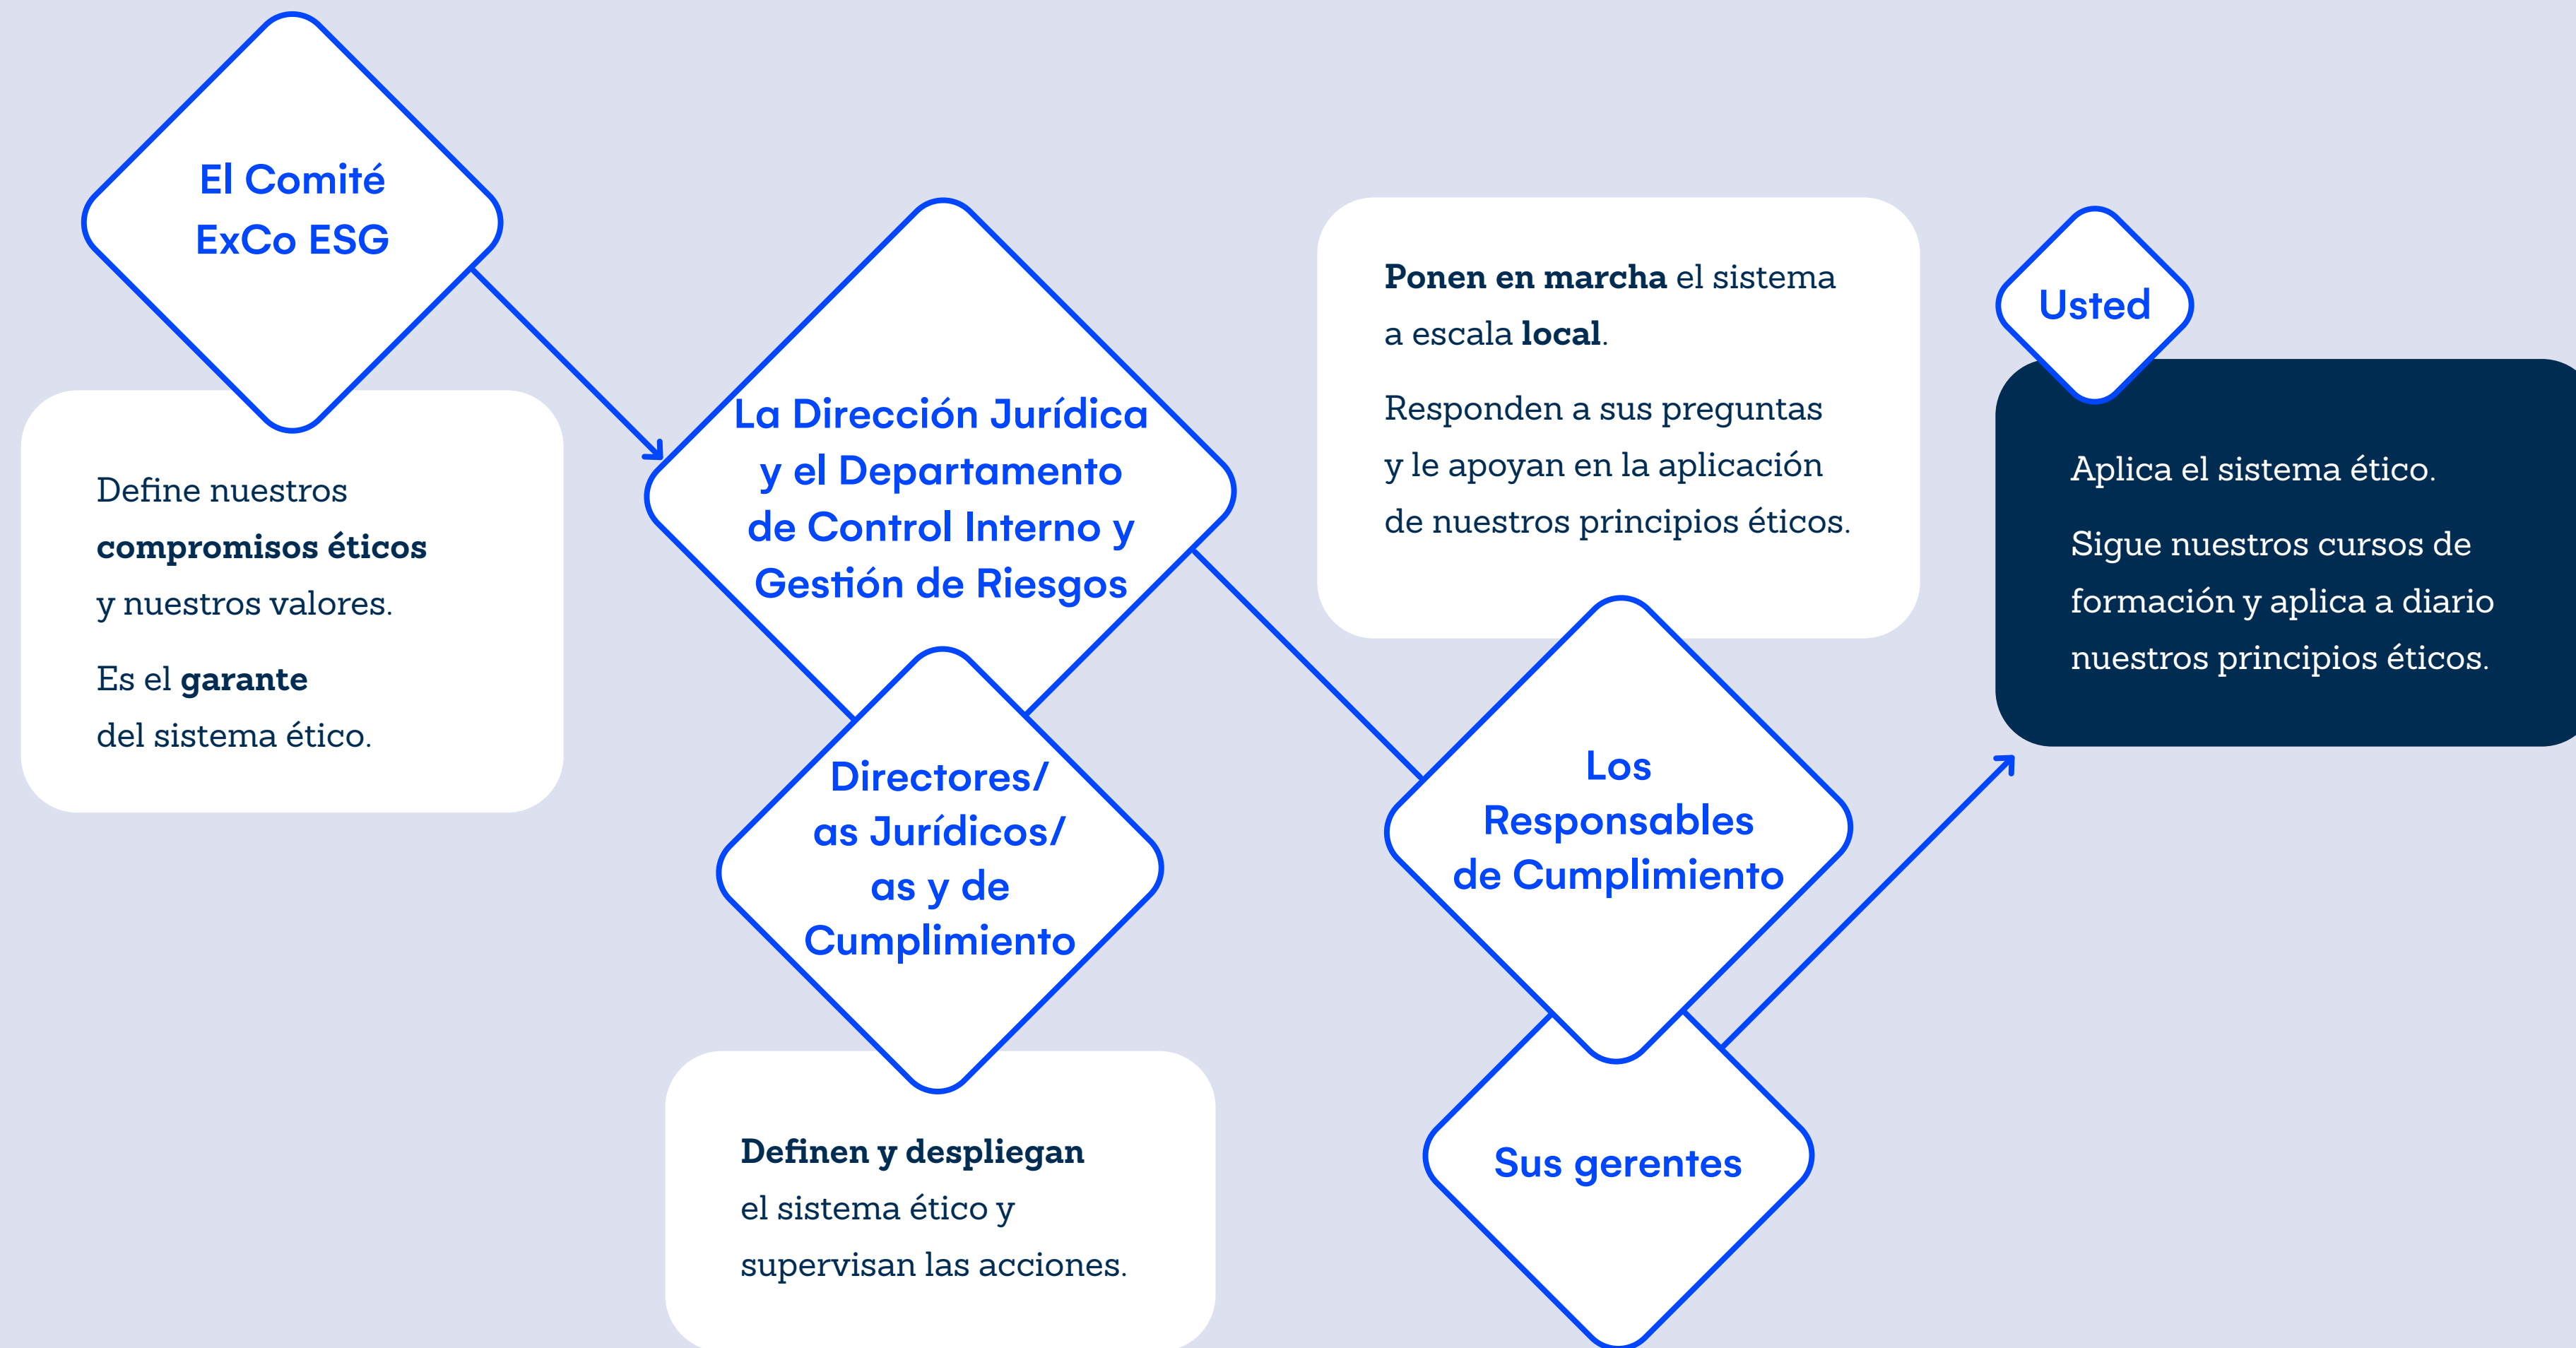 El Comité
ExCo ESG
Define nuestros
compromisos éticos
y nuestros valores.
Es el garante
del sistema ético.
La Dirección Jurídica
y el Departamento
de Control Interno y
Gestión de Riesgos
Directores/
as Jurídicos/
as y de
Cumplimiento
Definen y despliegan
el sistema ético y
supervisan las acciones.
Ponen en marcha el sistema
a escala local.
Responden a sus preguntas
y le apoyan en la aplicación
de nuestros principios éticos.
Los
Responsables
de Cumplimiento
Sus gerentes
Usted
Aplica el sistema ético.
Sigue nuestros cursos de
formación y aplica a diario
nuestros principios éticos.